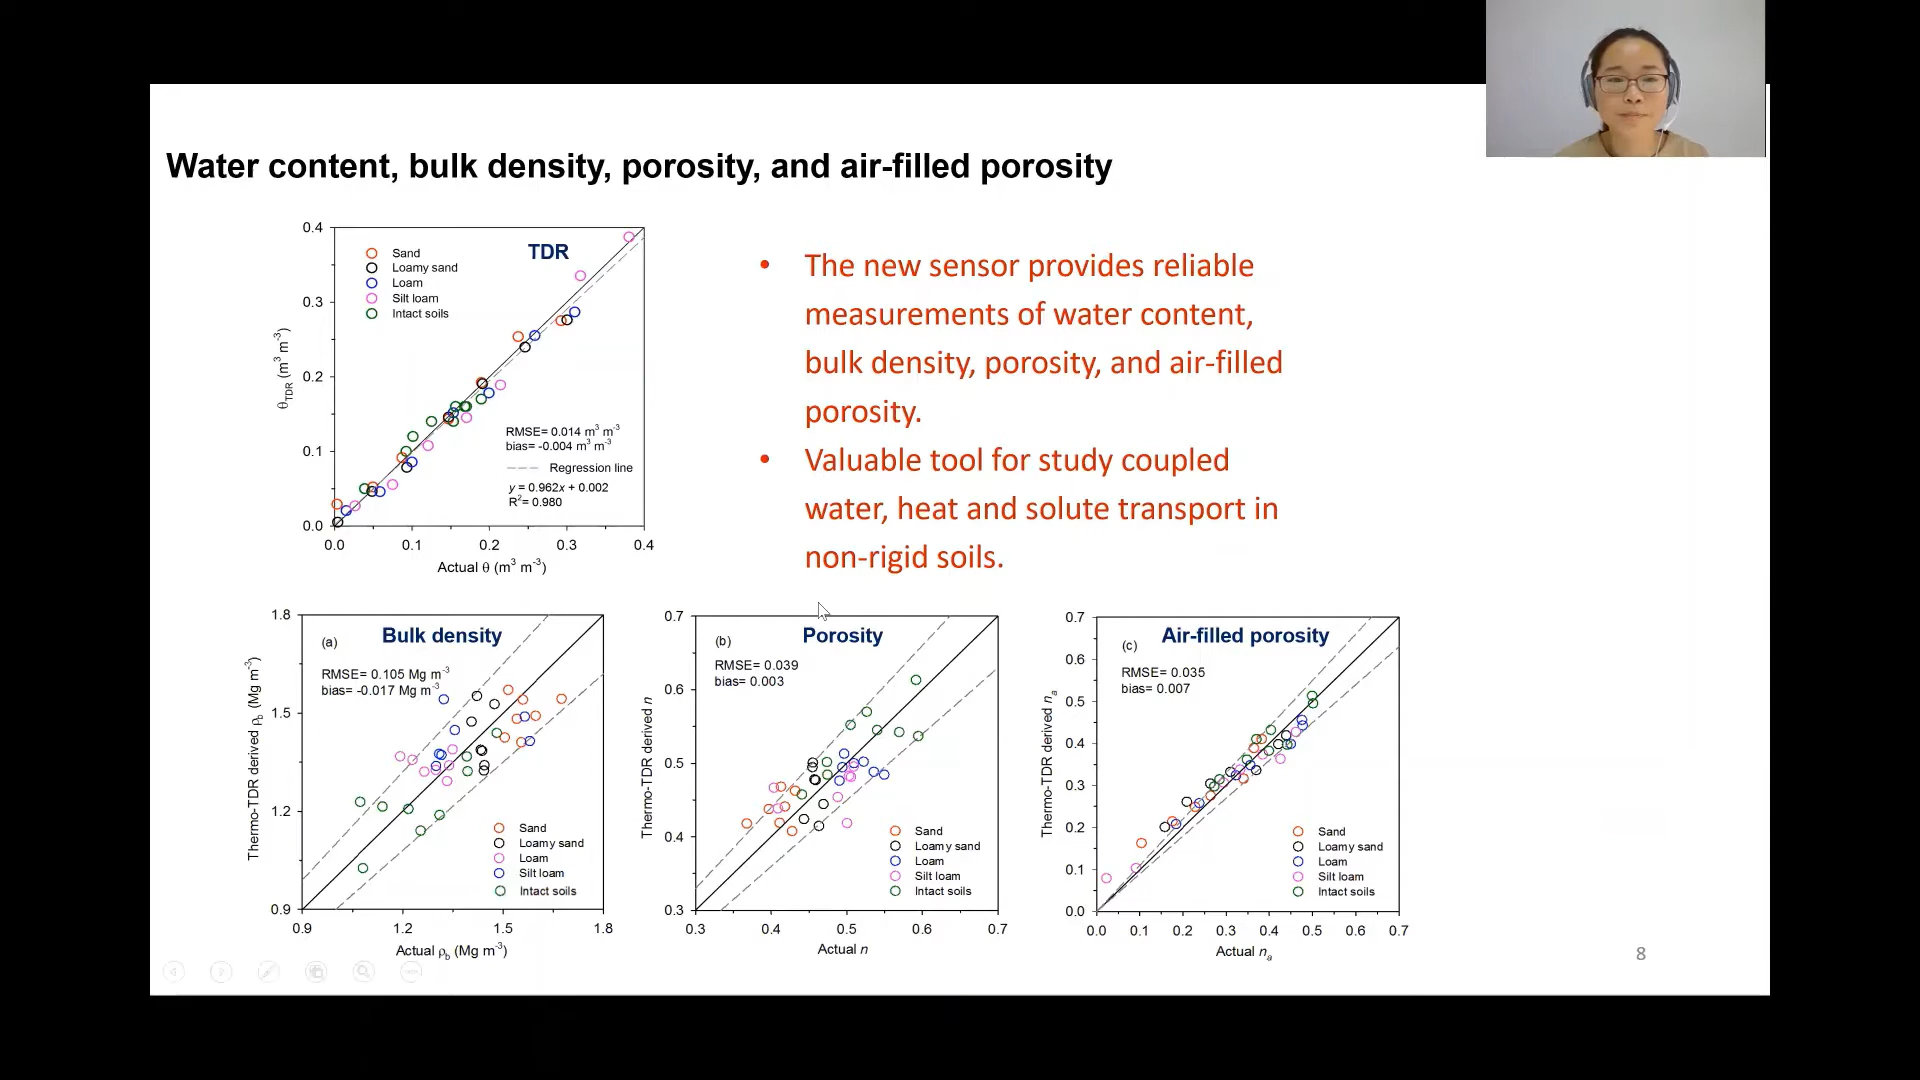 Water content, bulk density, porosity, and air-filled porosity
0.4
0.3
0.2
0.1
0.0
θTDR (m³ m⁻³)
TDR
Sand
Loamy sand
Loam
Silt loam
Intact soils
RMSE= 0.014 m³ m⁻³
bias= -0.004 m³ m⁻³
Regression line
y = 0.962x + 0.002
R²= 0.980
0.0 0.1 0.2 0.3 0.4
Actual θ (m³ m⁻³)
• The new sensor provides reliable
measurements of water content,
bulk density, porosity, and air-filled
porosity.
• Valuable tool for study coupled
water, heat and solute transport in
non-rigid soils.
1.8
1.5
1.2
0.9
Thermo-TDR derived ρb (Mg m⁻³)
(a)
Bulk density
RMSE= 0.105 Mg m⁻³
bias= -0.017 Mg m⁻³
Sand
Loamy sand
Loam
Silt loam
Intact soils
0.9 1.2 1.5 1.8
Actual ρb (Mg m⁻³)
0.7
0.6
0.5
0.4
0.3
Thermo-TDR derived n
(b)
Porosity
RMSE= 0.039
bias= 0.003
Sand
Loamy sand
Loam
Silt loam
Intact soils
0.3 0.4 0.5 0.6 0.7
Actual n
0.7
0.6
0.5
0.4
0.3
0.2
0.1
0.0
Thermo-TDR derived na
(c)
Air-filled porosity
RMSE= 0.035
bias= 0.007
Sand
Loamy sand
Loam
Silt loam
Intact soils
0.0 0.1 0.2 0.3 0.4 0.5 0.6 0.7
Actual na
8